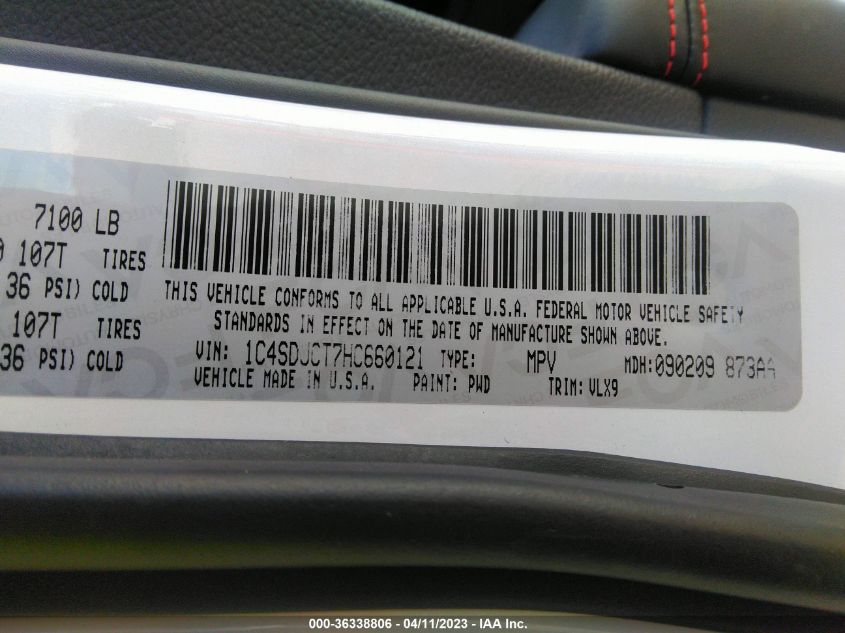 7100 LB
107T TIRES
36 PSI) COLD
107T TIRES
36 PSI) COLD
THIS VEHICLE CONFORMS TO ALL APPLICABLE U.S.A. FEDERAL MOTOR VEHICLE SAFETY
STANDARDS IN EFFECT ON THE DATE OF MANUFACTURE SHOWN ABOVE.
VIN: 1C4SDJCT7HC660121 TYPE: MPV MDH: 090209 873AA
VEHICLE MADE IN U.S.A. PAINT: PWD TRIM: VLX9
000-36338806 - 04/11/2023 - IAA Inc.